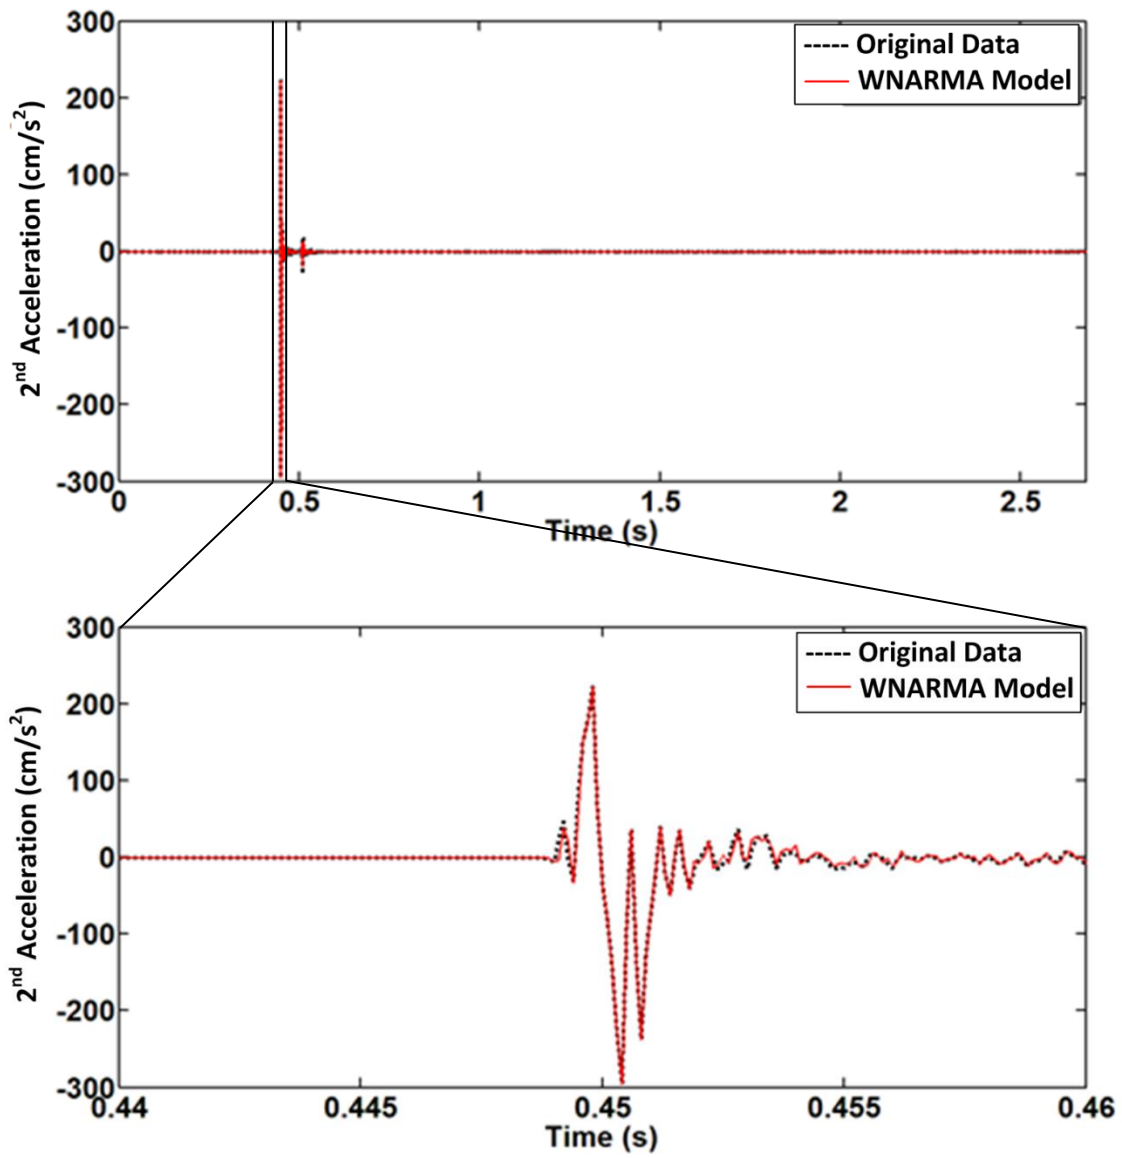 300
200
100
0
-100
-200
-300
2nd Acceleration (cm/s2)
Original Data
WNARMA Model
0 0.5 1 1.5 2 2.5
Time (s)
300
200
100
0
-100
-200
-300
2nd Acceleration (cm/s2)
Original Data
WNARMA Model
0.44 0.445 0.45 0.455 0.46
Time (s)